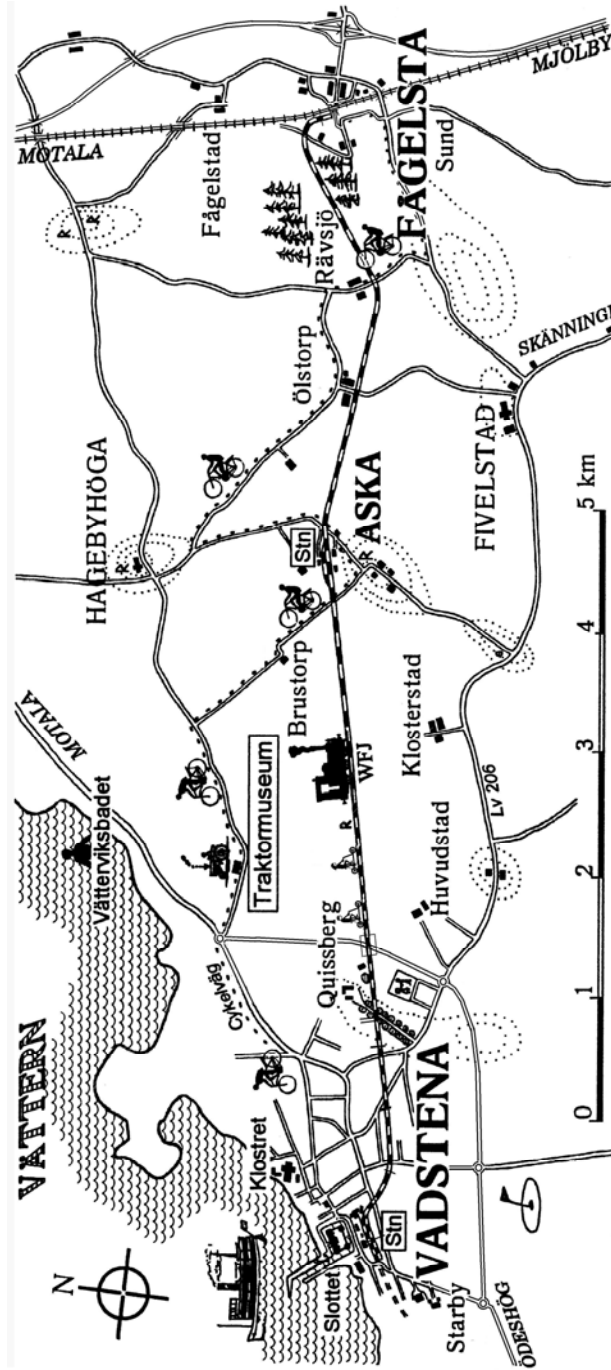 VÄTTERN
N
Vätterviksbadet
MOTALA
HAGEBYHÖGA
R
R
R
MOTALA
Cykelväg
Klostret
Slottet
Stn
Starby
ÖDESHÖG
VADSTENA
Quissberg
Traktormuseum
Brustorp
WFJ
R
Huvudstad
Klosterstad
Lv 206
Stn
ASKA
R
Ölstorp
Rävsjö
Fågelstad
FÅGELSTA
Sund
MJÖLBY
FIVELSTAD
0
1
2
3
4
5 km